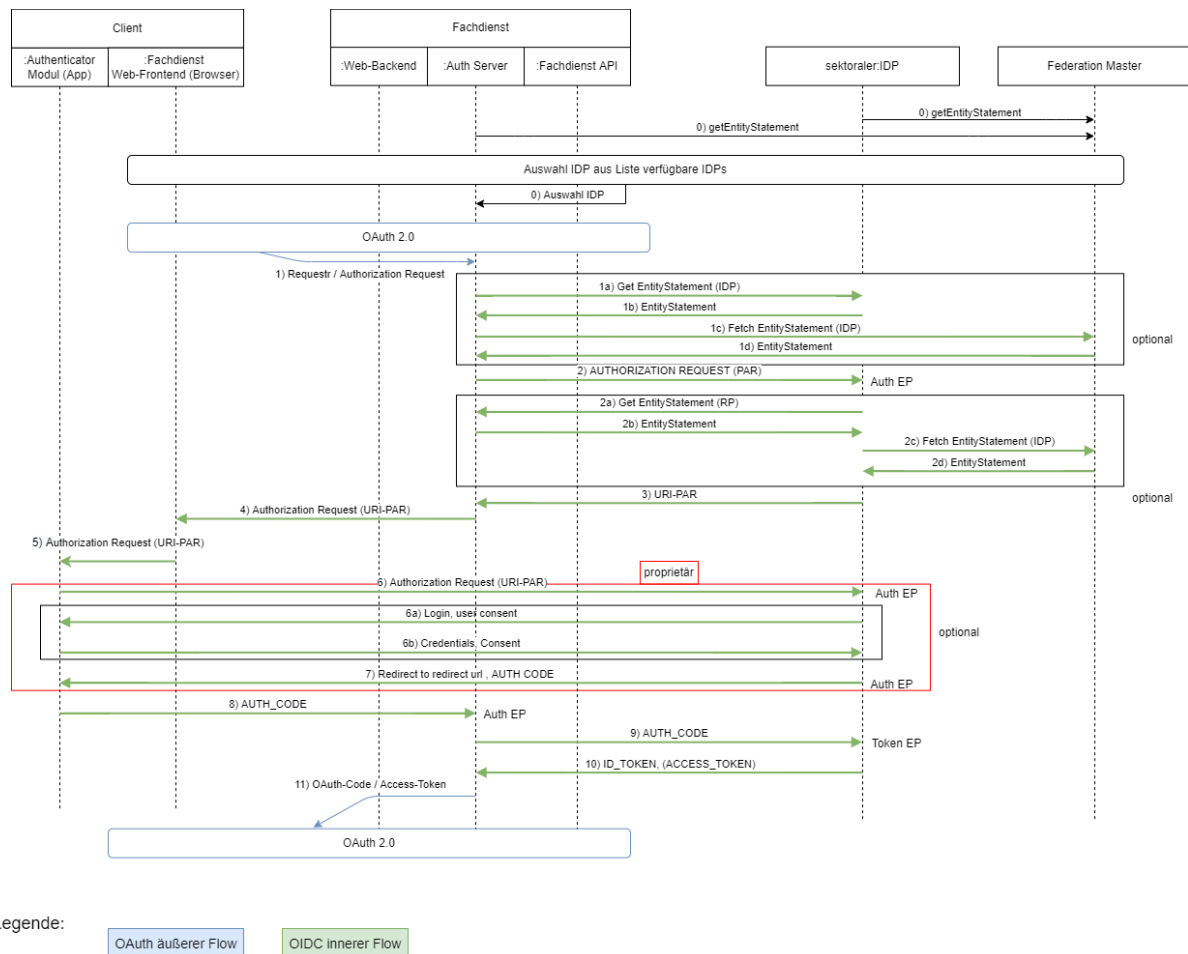 Client
Fachdienst
:Authenticator
Modul (App)
:Fachdienst
Web-Frontend (Browser)
:Web-Backend
:Auth Server
:Fachdienst API
sektoraler:IDP
Federation Master
0) getEntityStatement
0) getEntityStatement
Auswahl IDP aus Liste verfügbare IDPs
0) Auswahl IDP
OAuth 2.0
1) Requestr / Authorization Request
1a) Get EntityStatement (IDP)
1b) EntityStatement
1c) Fetch EntityStatement (IDP)
1d) EntityStatement
optional
2) AUTHORIZATION REQUEST (PAR)
Auth EP
2a) Get EntityStatement (RP)
2b) EntityStatement
2c) Fetch EntityStatement (IDP)
2d) EntityStatement
optional
3) URI-PAR
4) Authorization Request (URI-PAR)
5) Authorization Request (URI-PAR)
proprietär
6) Authorization Request (URI-PAR)
Auth EP
6a) Login, user consent
optional
6b) Credentials, Consent
7) Redirect to redirect url , AUTH CODE
Auth EP
8) AUTH_CODE
Auth EP
9) AUTH_CODE
Token EP
10) ID_TOKEN, (ACCESS_TOKEN)
11) OAuth-Code / Access-Token
OAuth 2.0
Legende:
OAuth äußerer Flow
OIDC innerer Flow